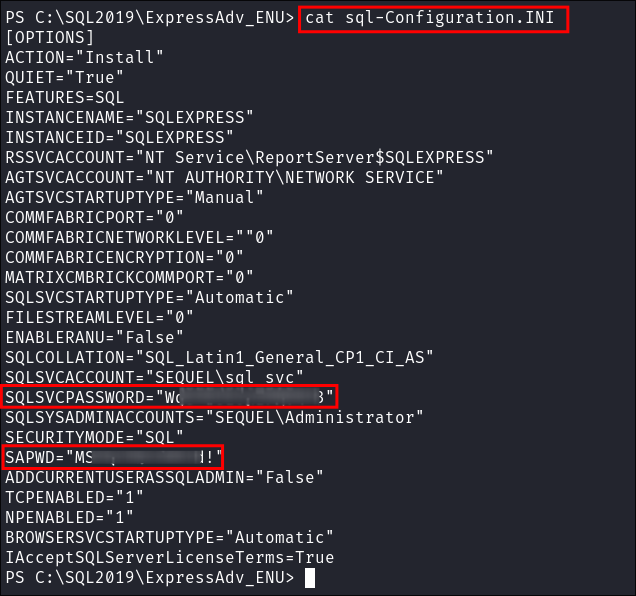 PS C:\SQL2019\ExpressAdv_ENU> cat sql-Configuration.INI
[OPTIONS]
ACTION="Install"
QUIET="True"
FEATURES=SQL
INSTANCENAME="SQLEXPRESS"
INSTANCEID="SQLEXPRESS"
RSSVCACCOUNT="NT Service\ReportServer$SQLEXPRESS"
AGTSVCACCOUNT="NT AUTHORITY\NETWORK SERVICE"
AGTSVCSTARTUPTYPE="Manual"
COMMFABRICPORT="0"
COMMFABRICNETWORKLEVEL=""0"
COMMFABRICENCRYPTION="0"
MATRIXCMBRICKCOMMPORT="0"
SQLSVCSTARTUPTYPE="Automatic"
FILESTREAMLEVEL="0"
ENABLERANU="False"
SQLCOLLATION="SQL_Latin1_General_CP1_CI_AS"
SQLSVCACCOUNT="SEQUEL\sql_svc"
SQLSVCPASSWORD="
SQLSYSADMINACCOUNTS="SEQUEL\Administrator"
SECURITYMODE="SQL"
SAPWD="MS d!"
ADDCURRENTUSERASSQLADMIN="False"
TCPENABLED="1"
NPENABLED="1"
BROWSERSVCSTARTUPTYPE="Automatic"
IAcceptSQLServerLicenseTerms=True
PS C:\SQL2019\ExpressAdv_ENU>